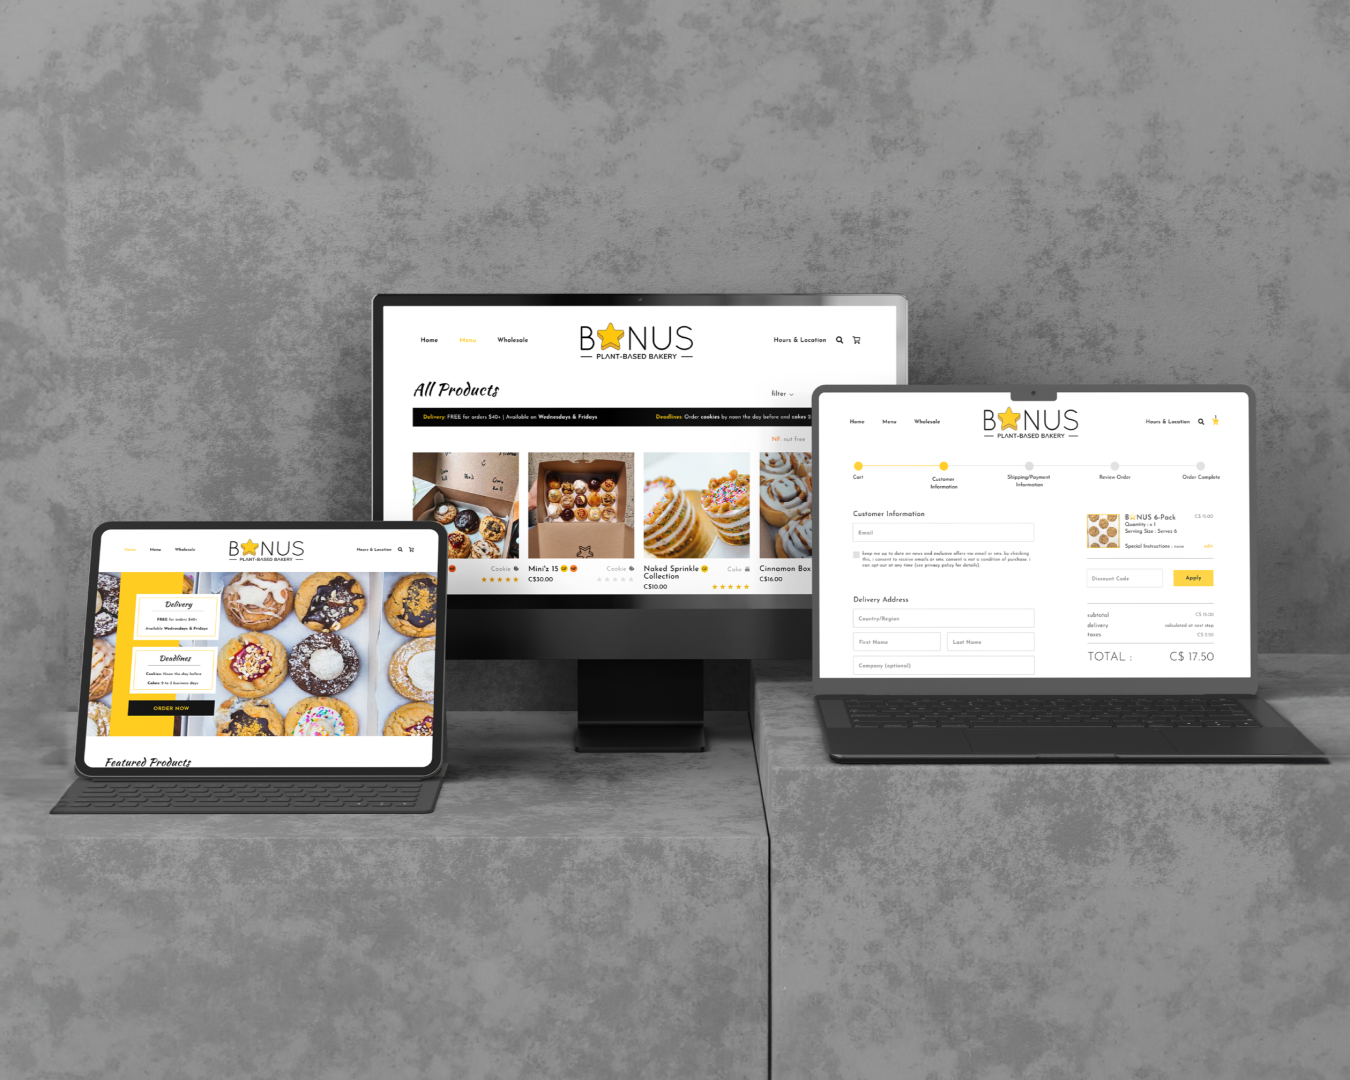 Home Menu Wholesale
B NUS
PLANT-BASED BAKERY
Hours & Location
All Products
filter
Delivery: FREE for orders $40+ | Available on Wednesdays & Fridays
Deadlines: Order cookies by noon the day before and cakes
NF: nut free
Cookie
Mini'z 15
Cookie
C$30.00
Naked Sprinkle
Collection
Cake
C$10.00
Cinnamon Box
C$16.00
Home Menu Wholesale
B NUS
PLANT-BASED BAKERY
Hours & Location
Delivery
FREE for orders $40+
Available Wednesdays & Fridays
Deadlines
Cookies: Noon the day before
Cakes: 2 to 3 business days
ORDER NOW
Featured Products
Home Menu Wholesale
B NUS
PLANT-BASED BAKERY
Hours & Location
1
Cart
Customer
Information
Shipping/Payment
Information
Review Order
Order Complete
Customer Information
Email
keep me up to date on news and exclusive offers via email or sms. by checking
this, i consent to receive emails or sms. consent is not a condition of purchase. i
can opt-out at any time (see privacy policy for details)
Delivery Address
Country/Region
First Name
Last Name
Company (optional)
B NUS 6-Pack
C$ 15.00
Quantity : x 1
Serving Size : Serves 6
Special Instructions : none
edit
Discount Code
Apply
subtotal
C$ 15.00
delivery
calculated at next step
taxes
C$ 2.50
TOTAL :
C$ 17.50